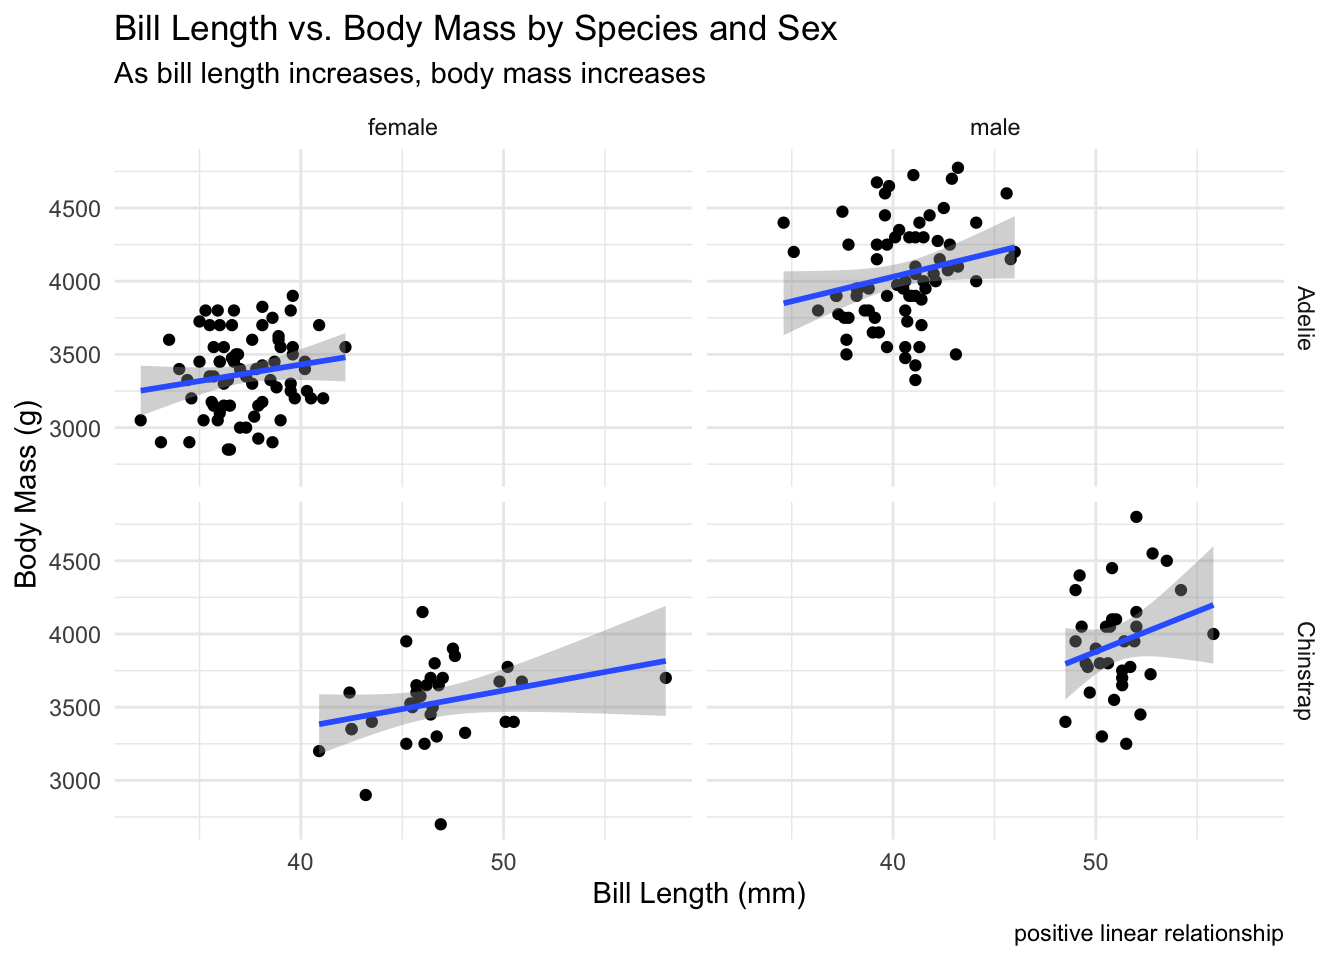 Bill Length vs. Body Mass by Species and Sex
As bill length increases, body mass increases
female
male
4500
4000
3500
3000
Adelie
4500
4000
3500
3000
Chinstrap
Body Mass (g)
40
50
40
50
Bill Length (mm)
positive linear relationship